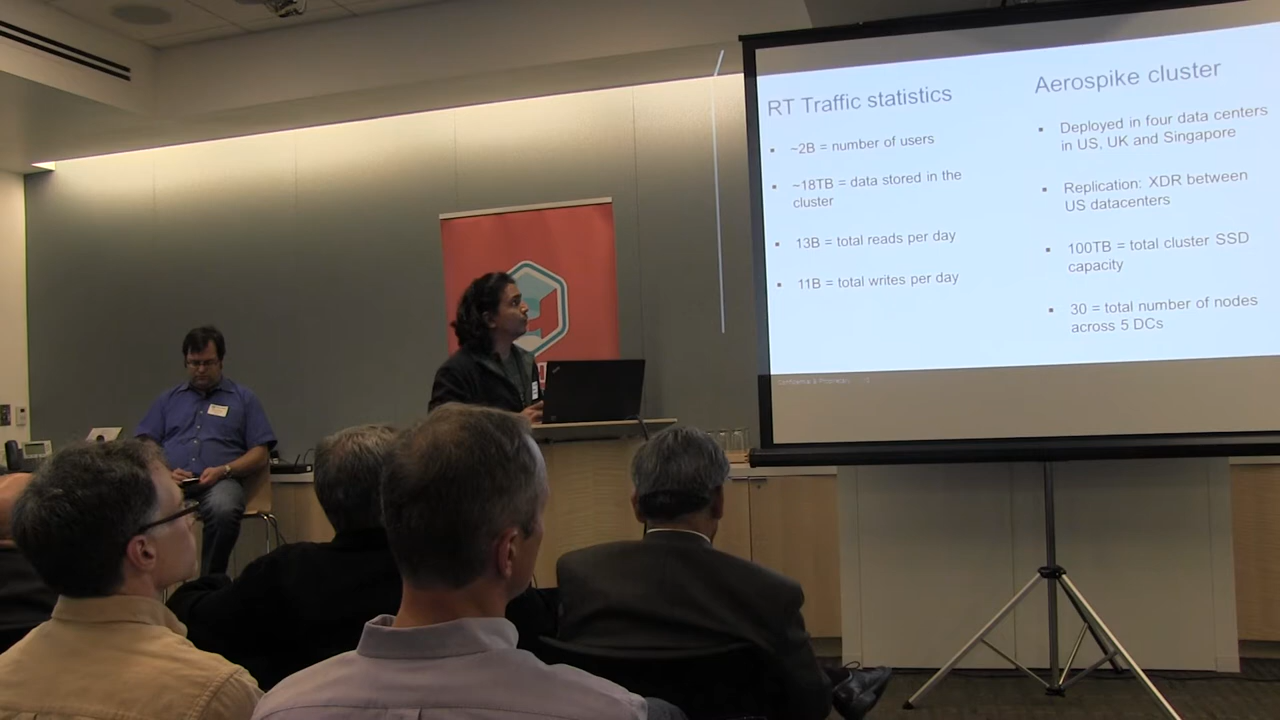 RT Traffic statistics
~2B = number of users
~18TB = data stored in the
cluster
13B = total reads per day
11B = total writes per day
Aerospike cluster
Deployed in four data centers
in US, UK and Singapore
Replication: XDR between
US datacenters
100TB = total cluster SSD
capacity
30 = total number of nodes
across 5 DCs
Confidential & Proprietary